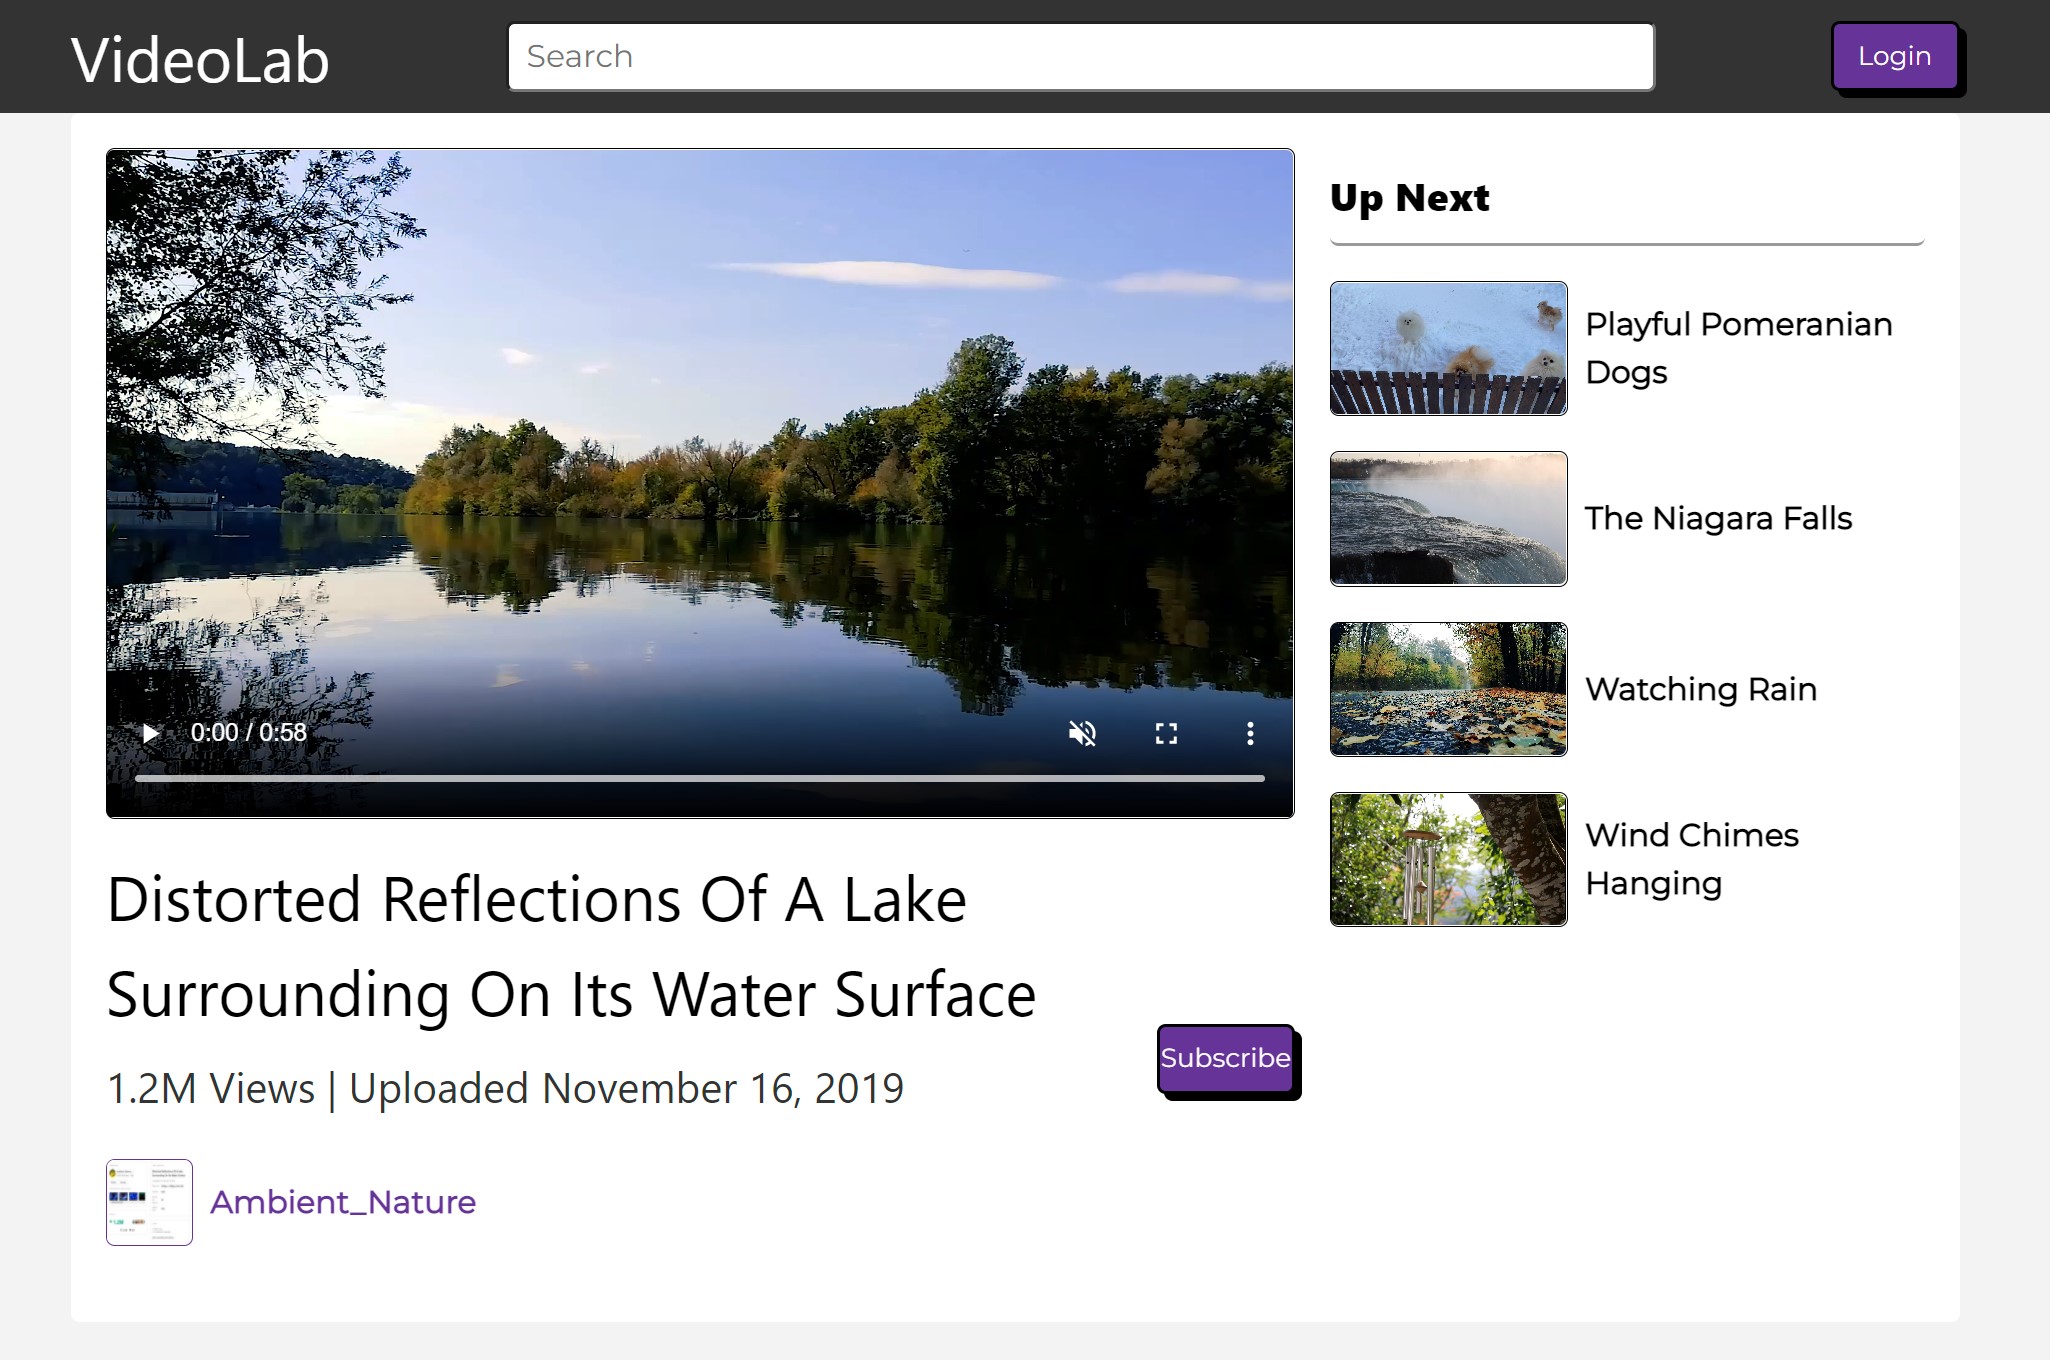 VideoLab
Search
Login
0:00 / 0:58
Distorted Reflections Of A Lake
Surrounding On Its Water Surface
1.2M Views | Uploaded November 16, 2019
Subscribe
Ambient_Nature
Up Next
Playful Pomeranian
Dogs
The Niagara Falls
Watching Rain
Wind Chimes
Hanging